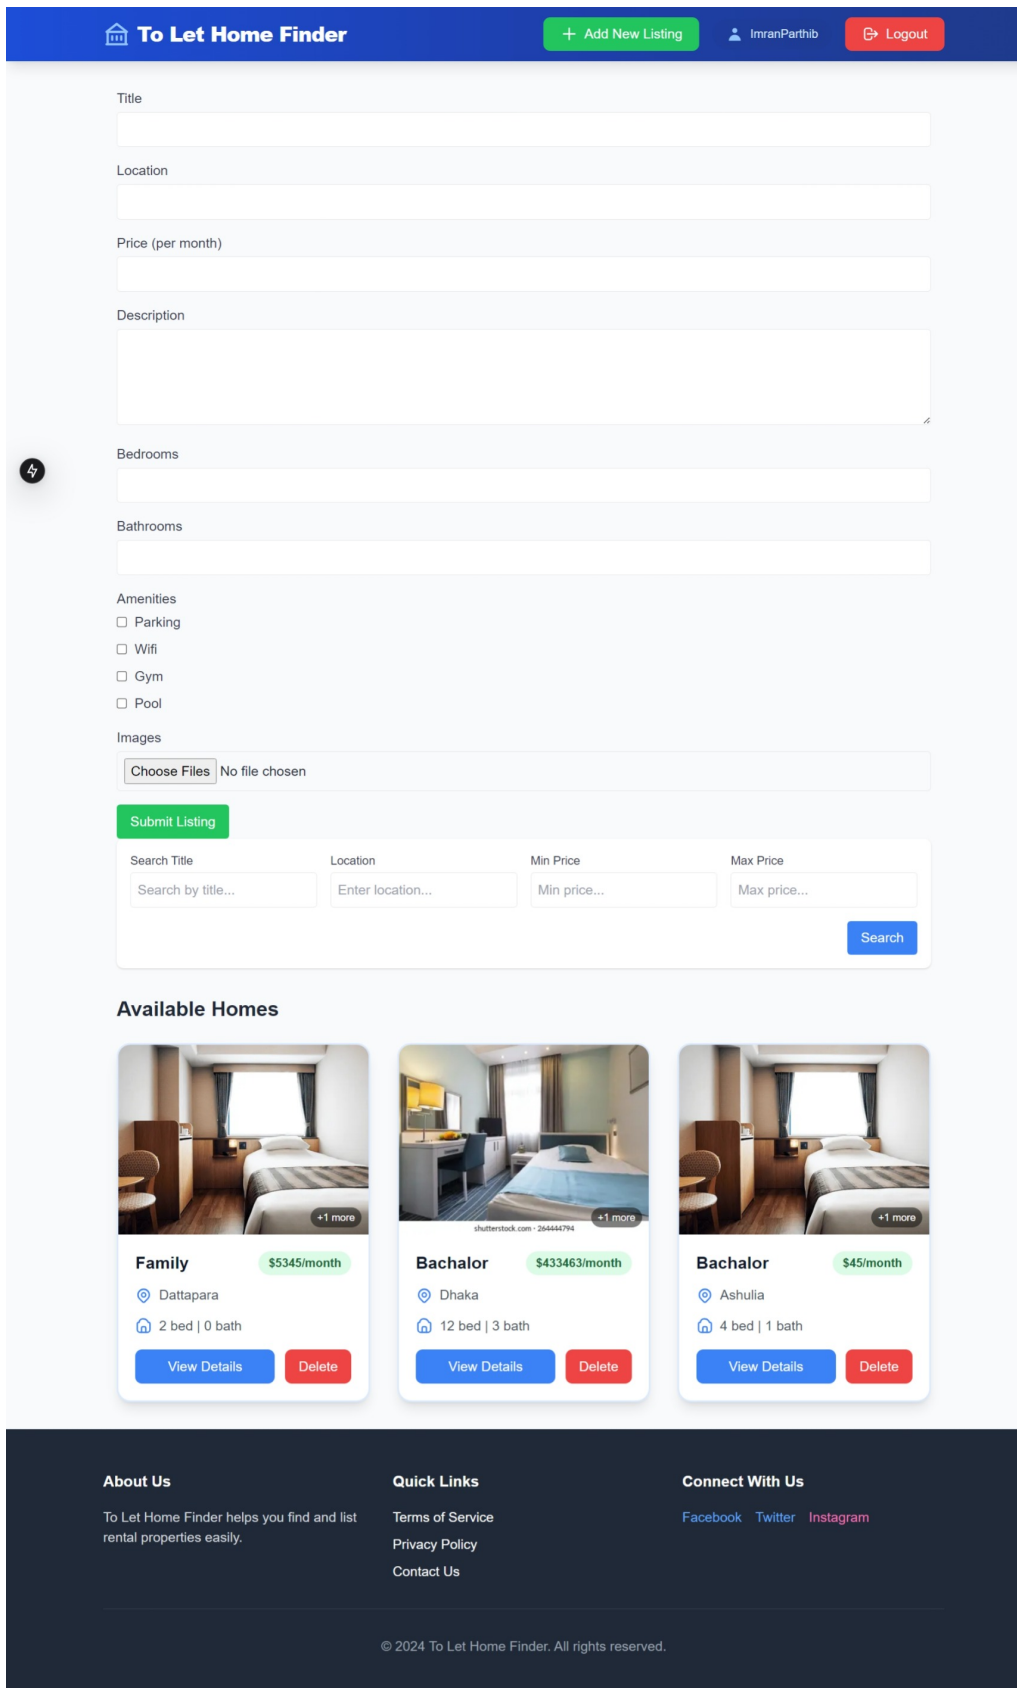 To Let Home Finder
+ Add New Listing
ImranParthib
Logout
Title
Location
Price (per month)
Description
Bedrooms
Bathrooms
Amenities
Parking
Wifi
Gym
Pool
Images
Choose Files No file chosen
Submit Listing
Search Title Location Min Price Max Price
Search by title... Enter location... Min price... Max price...
Search
Available Homes
+1 more
Family $5345/month
Dattapara
2 bed | 0 bath
View Details Delete
+1 more
shutterstock.com · 264444794
Bachalor $433463/month
Dhaka
12 bed | 3 bath
View Details Delete
+1 more
Bachalor $45/month
Ashulia
4 bed | 1 bath
View Details Delete
About Us
To Let Home Finder helps you find and list
rental properties easily.
Quick Links
Terms of Service
Privacy Policy
Contact Us
Connect With Us
Facebook Twitter Instagram
© 2024 To Let Home Finder. All rights reserved.